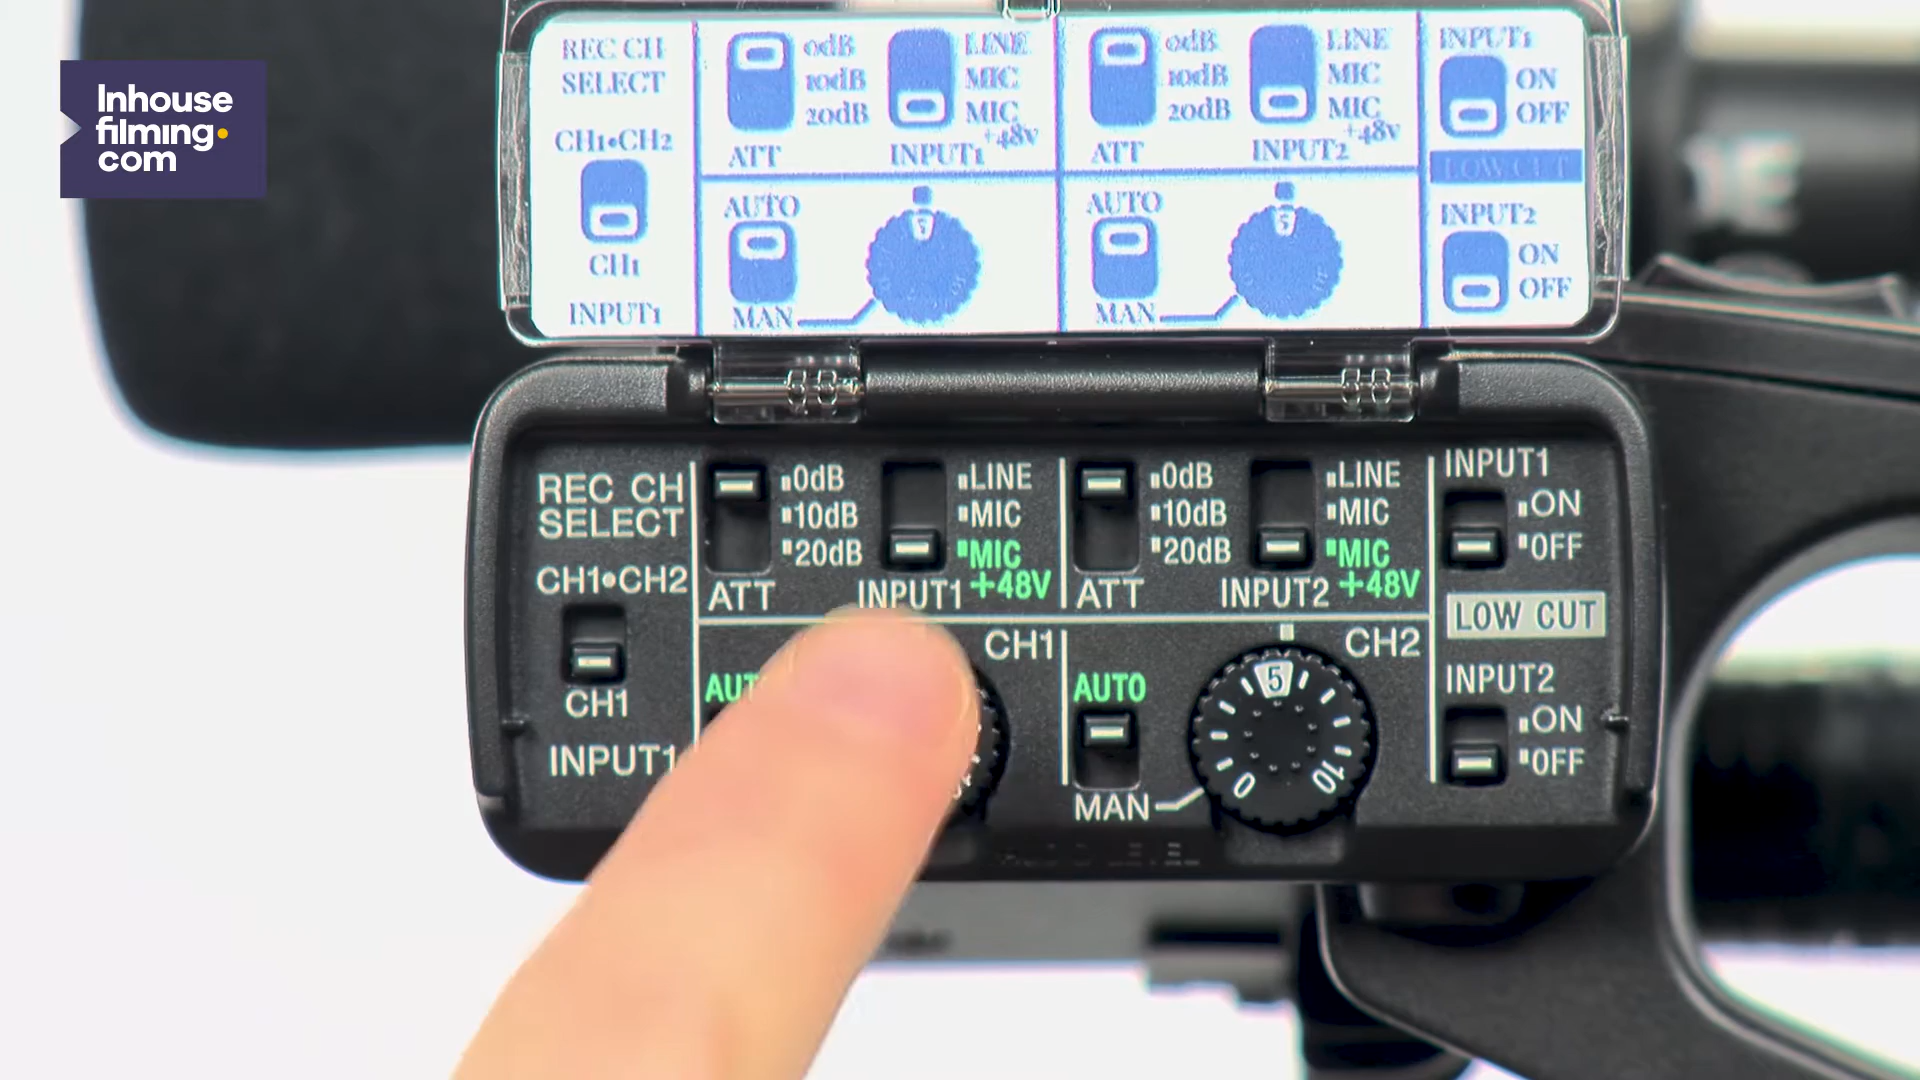 Inhouse
filming.
com
REC CH
SELECT
CH1•CH2
CH1
INPUT1
0dB
10dB
20dB
ATT
LINE
MIC
MIC
+48V
INPUT1
AUTO
5
MAN
0dB
10dB
20dB
ATT
LINE
MIC
MIC
+48V
INPUT2
AUTO
5
MAN
INPUT1
ON
OFF
LOW CUT
INPUT2
ON
OFF
REC CH
SELECT
CH1•CH2
CH1
INPUT1
0dB
10dB
20dB
ATT
LINE
MIC
MIC
+48V
INPUT1
CH1
0dB
10dB
20dB
ATT
LINE
MIC
MIC
+48V
INPUT2
CH2
AUTO
5
0
10
MAN
INPUT1
ON
OFF
LOW CUT
INPUT2
ON
OFF